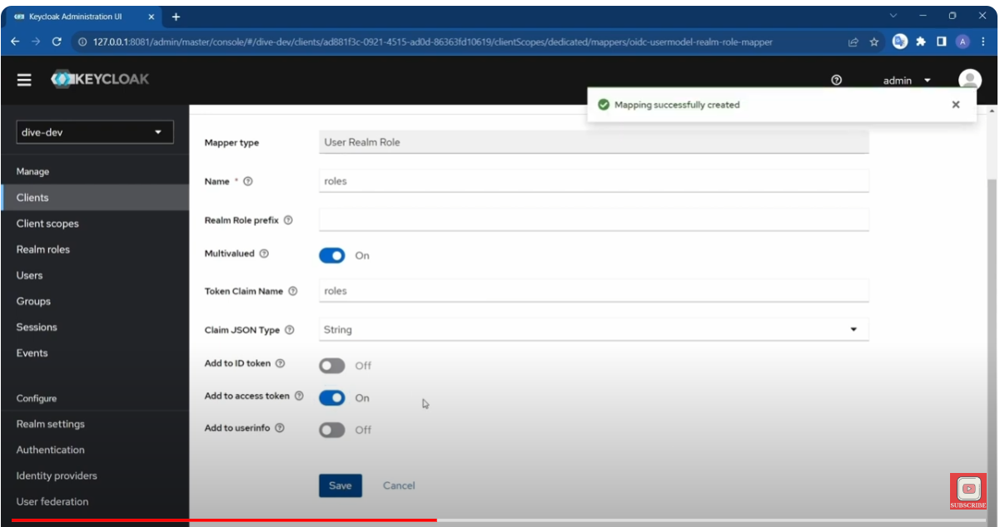 Keycloak Administration UI
127.0.0.1:8081/admin/master/console/#/dive-dev/clients/ad881f3c-0921-4515-ad0d-86363fd10619/clientScopes/dedicated/mappers/oidc-usermodel-realm-role-mapper
A
KEYCLOAK
admin
Mapping successfully created
dive-dev
Manage
Clients
Client scopes
Realm roles
Users
Groups
Sessions
Events
Configure
Realm settings
Authentication
Identity providers
User federation
Mapper type User Realm Role
Name * roles
Realm Role prefix
Multivalued On
Token Claim Name roles
Claim JSON Type String
Add to ID token Off
Add to access token On
Add to userinfo Off
Save Cancel
SUBSCRIBE